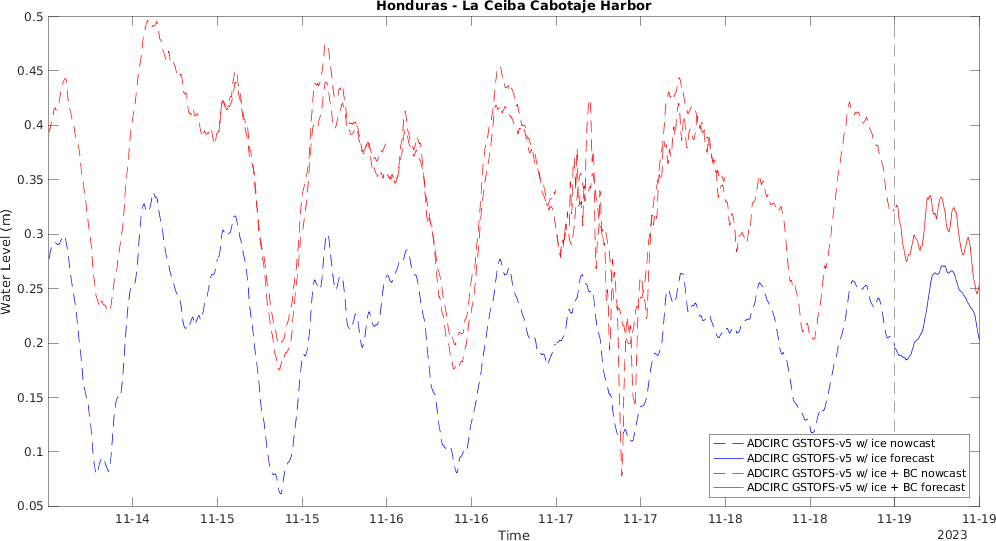 Honduras - La Ceiba Cabotaje Harbor
0.5
0.45
0.4
0.35
0.3
0.25
0.2
0.15
0.1
0.05
Water Level (m)
11-14 11-15 11-15 11-16 11-16 11-17 11-17 11-18 11-18 11-19 11-19
Time
2023
ADCIRC GSTOFS-v5 w/ ice nowcast
ADCIRC GSTOFS-v5 w/ ice forecast
ADCIRC GSTOFS-v5 w/ ice + BC nowcast
ADCIRC GSTOFS-v5 w/ ice + BC forecast